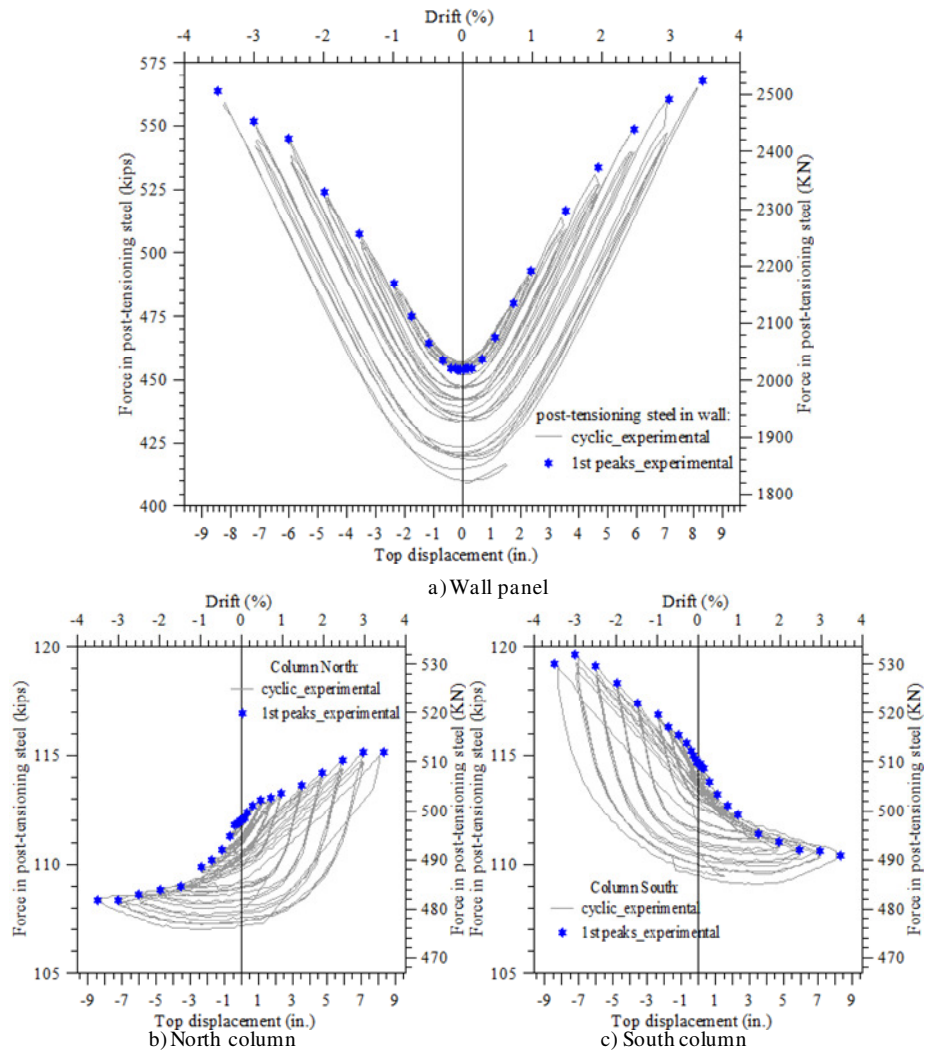 Drift (%)
-4 -3 -2 -1 0 1 2 3 4
575
550
525
500
475
450
425
400
Force in post-tensioning steel (kips)
2500
2400
2300
2200
2100
2000
1900
1800
Force in post-tensioning steel (KN)
post-tensioning steel in wall:
cyclic_experimental
1st peaks_experimental
-9 -8 -7 -6 -5 -4 -3 -2 -1 0 1 2 3 4 5 6 7 8 9
Top displacement (in.)
a) Wall panel
Drift (%)
-4 -3 -2 -1 0 1 2 3 4
120
115
110
105
Force in post-tensioning steel (kips)
530
520
510
500
490
480
470
Force in post-tensioning steel (KN)
Column North:
cyclic_experimental
1st peaks_experimental
-9 -7 -5 -3 -1 1 3 5 7 9
Top displacement (in.)
b) North column
Drift (%)
-4 -3 -2 -1 0 1 2 3 4
120
115
110
105
Force in post-tensioning steel (kips)
530
520
510
500
490
480
470
Force in post-tensioning steel (KN)
Column South:
cyclic_experimental
1st peaks_experimental
-9 -7 -5 -3 -1 1 3 5 7 9
Top displacement (in.)
c) South column